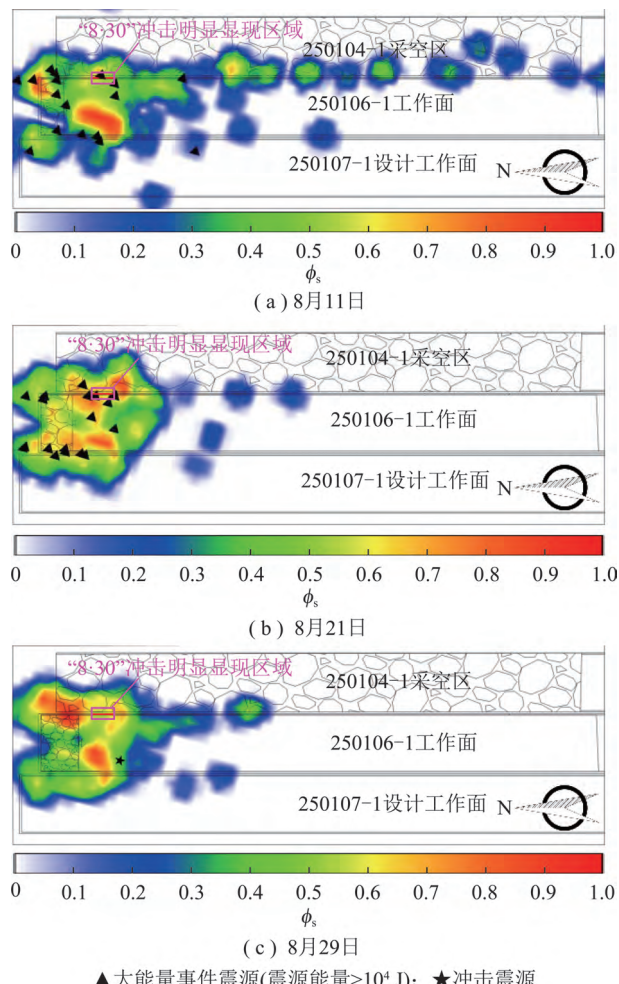 “8·30”冲击明显显现区域
250104-1采空区
250106-1工作面
250107-1设计工作面 N
0 0.1 0.2 0.3 0.4 0.5 0.6 0.7 0.8 0.9 1.0
ϕs
(a) 8月11日
“8·30”冲击明显显现区域
250104-1采空区
250106-1工作面
250107-1设计工作面 N
0 0.1 0.2 0.3 0.4 0.5 0.6 0.7 0.8 0.9 1.0
ϕs
(b) 8月21日
“8·30”冲击明显显现区域
250104-1采空区
250106-1工作面
250107-1设计工作面 N
0 0.1 0.2 0.3 0.4 0.5 0.6 0.7 0.8 0.9 1.0
ϕs
(c) 8月29日
▲大能量事件震源(震源能量>10⁴ J); ★冲击震源